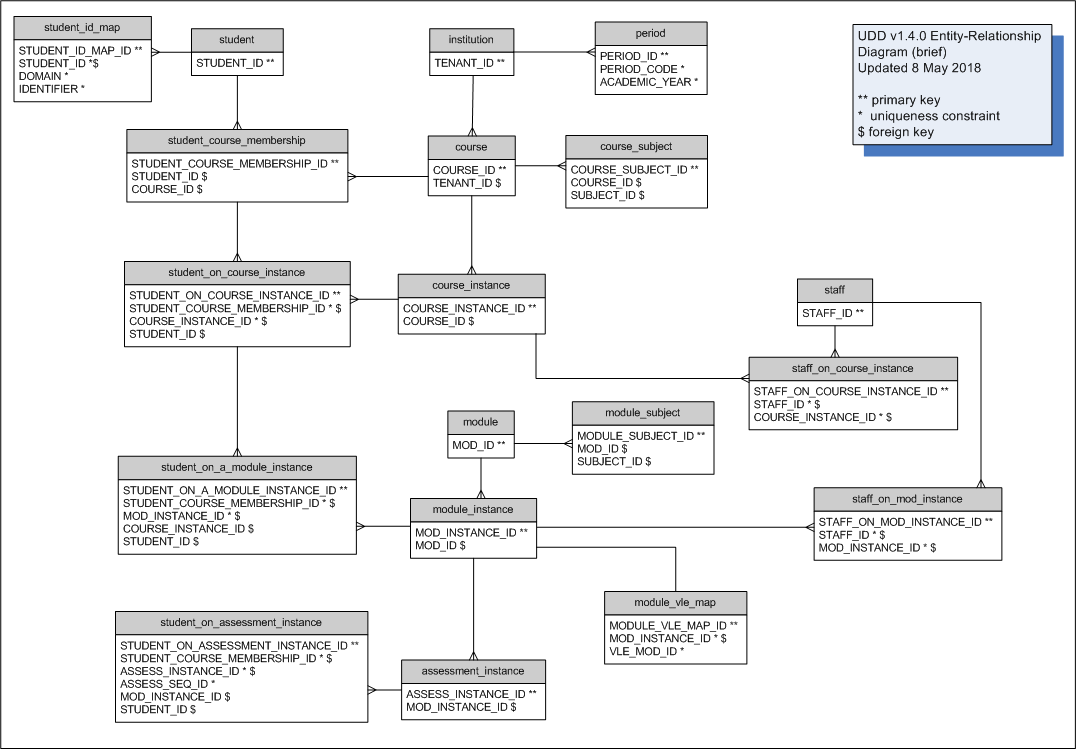 student_id_map
STUDENT_ID_MAP_ID **
STUDENT_ID *$
DOMAIN *
IDENTIFIER *
student
STUDENT_ID **
institution
TENANT_ID **
period
PERIOD_ID **
PERIOD_CODE *
ACADEMIC_YEAR *
UDD v1.4.0 Entity-Relationship
Diagram (brief)
Updated 8 May 2018
** primary key
* uniqueness constraint
$ foreign key
student_course_membership
STUDENT_COURSE_MEMBERSHIP_ID **
STUDENT_ID $
COURSE_ID $
course
COURSE_ID **
TENANT_ID $
course_subject
COURSE_SUBJECT_ID **
COURSE_ID $
SUBJECT_ID $
student_on_course_instance
STUDENT_ON_COURSE_INSTANCE_ID **
STUDENT_COURSE_MEMBERSHIP_ID * $
COURSE_INSTANCE_ID * $
STUDENT_ID $
course_instance
COURSE_INSTANCE_ID **
COURSE_ID $
staff
STAFF_ID **
staff_on_course_instance
STAFF_ON_COURSE_INSTANCE_ID **
STAFF_ID * $
COURSE_INSTANCE_ID * $
module
MOD_ID **
module_subject
MODULE_SUBJECT_ID **
MOD_ID $
SUBJECT_ID $
student_on_a_module_instance
STUDENT_ON_A_MODULE_INSTANCE_ID **
STUDENT_COURSE_MEMBERSHIP_ID * $
MOD_INSTANCE_ID * $
COURSE_INSTANCE_ID $
STUDENT_ID $
module_instance
MOD_INSTANCE_ID **
MOD_ID $
staff_on_mod_instance
STAFF_ON_MOD_INSTANCE_ID **
STAFF_ID * $
MOD_INSTANCE_ID * $
module_vle_map
MODULE_VLE_MAP_ID **
MOD_INSTANCE_ID * $
VLE_MOD_ID *
student_on_assessment_instance
STUDENT_ON_ASSESSMENT_INSTANCE_ID **
STUDENT_COURSE_MEMBERSHIP_ID * $
ASSESS_INSTANCE_ID * $
ASSESS_SEQ_ID *
MOD_INSTANCE_ID $
STUDENT_ID $
assessment_instance
ASSESS_INSTANCE_ID **
MOD_INSTANCE_ID $